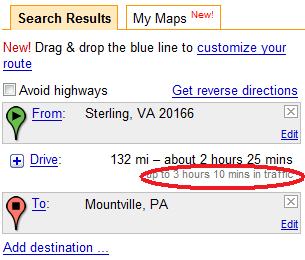 Search Results My Maps New!
New! Drag & drop the blue line to customize your
route
Avoid highways Get reverse directions
From: Sterling, VA 20166
Edit
Drive: 132 mi – about 2 hours 25 mins
up to 3 hours 10 mins in traffic
To: Mountville, PA
Edit
Add destination ...